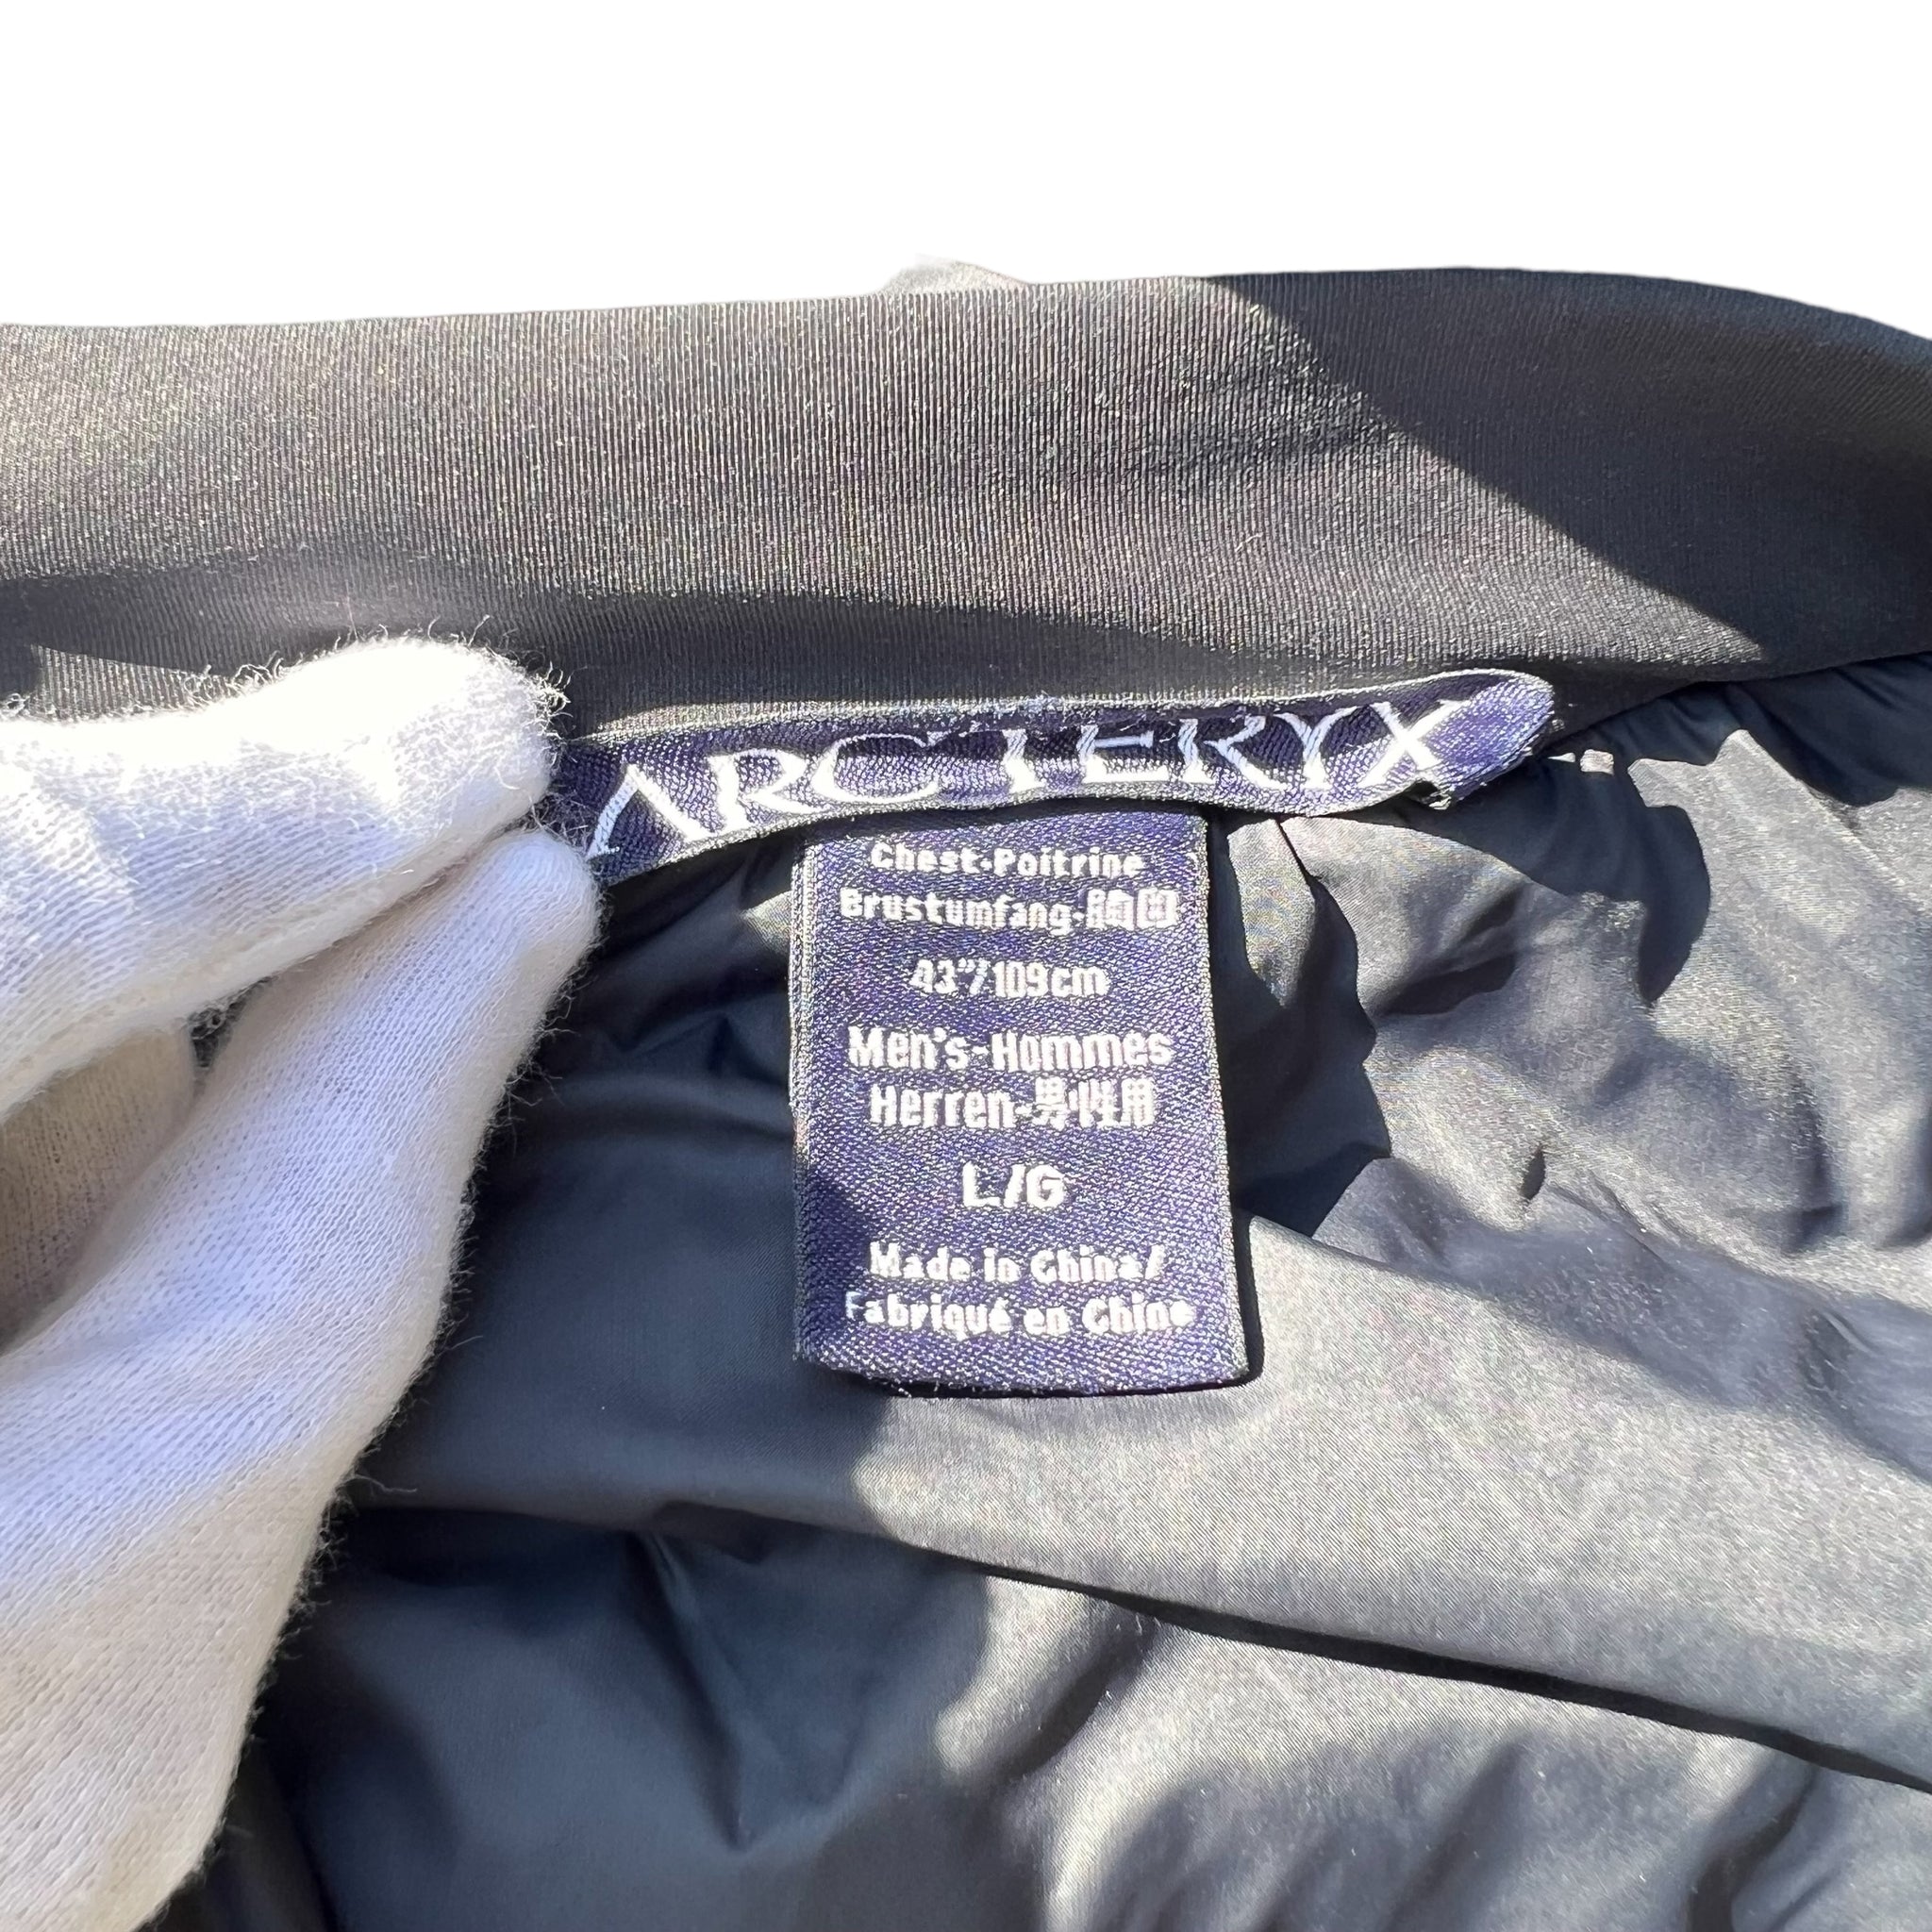 ARC'TERYX
Chest-Poitrine
Brustumfang-胸囲
43"/109cm
Men's-Hommes
Herren-男性用
L/G
Made in China/
Fabriqué en Chine